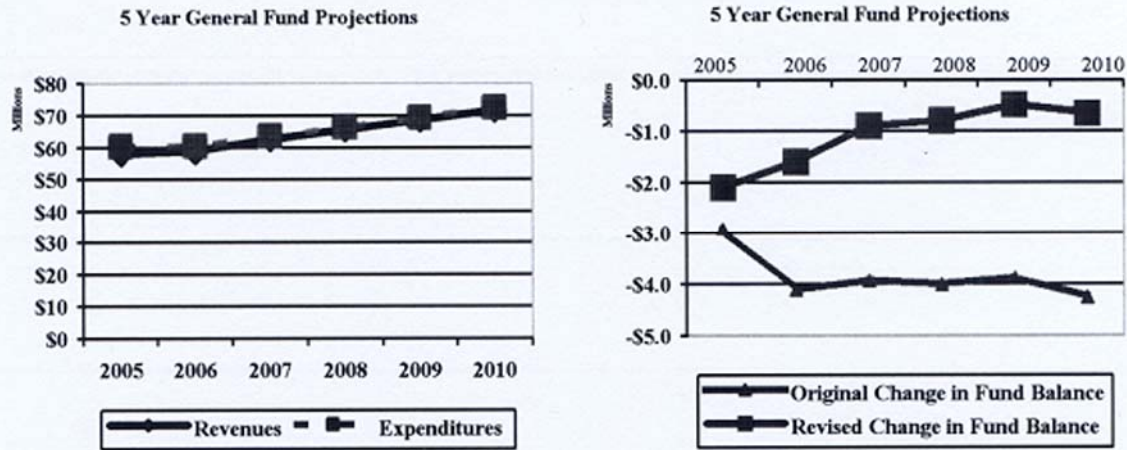 5 Year General Fund Projections
Millions
$80
$70
$60
$50
$40
$30
$20
$10
$0
2005 2006 2007 2008 2009 2010
Revenues Expenditures
5 Year General Fund Projections
Millions
2005 2006 2007 2008 2009 2010
$0.0
-$1.0
-$2.0
-$3.0
-$4.0
-$5.0
Original Change in Fund Balance
Revised Change in Fund Balance